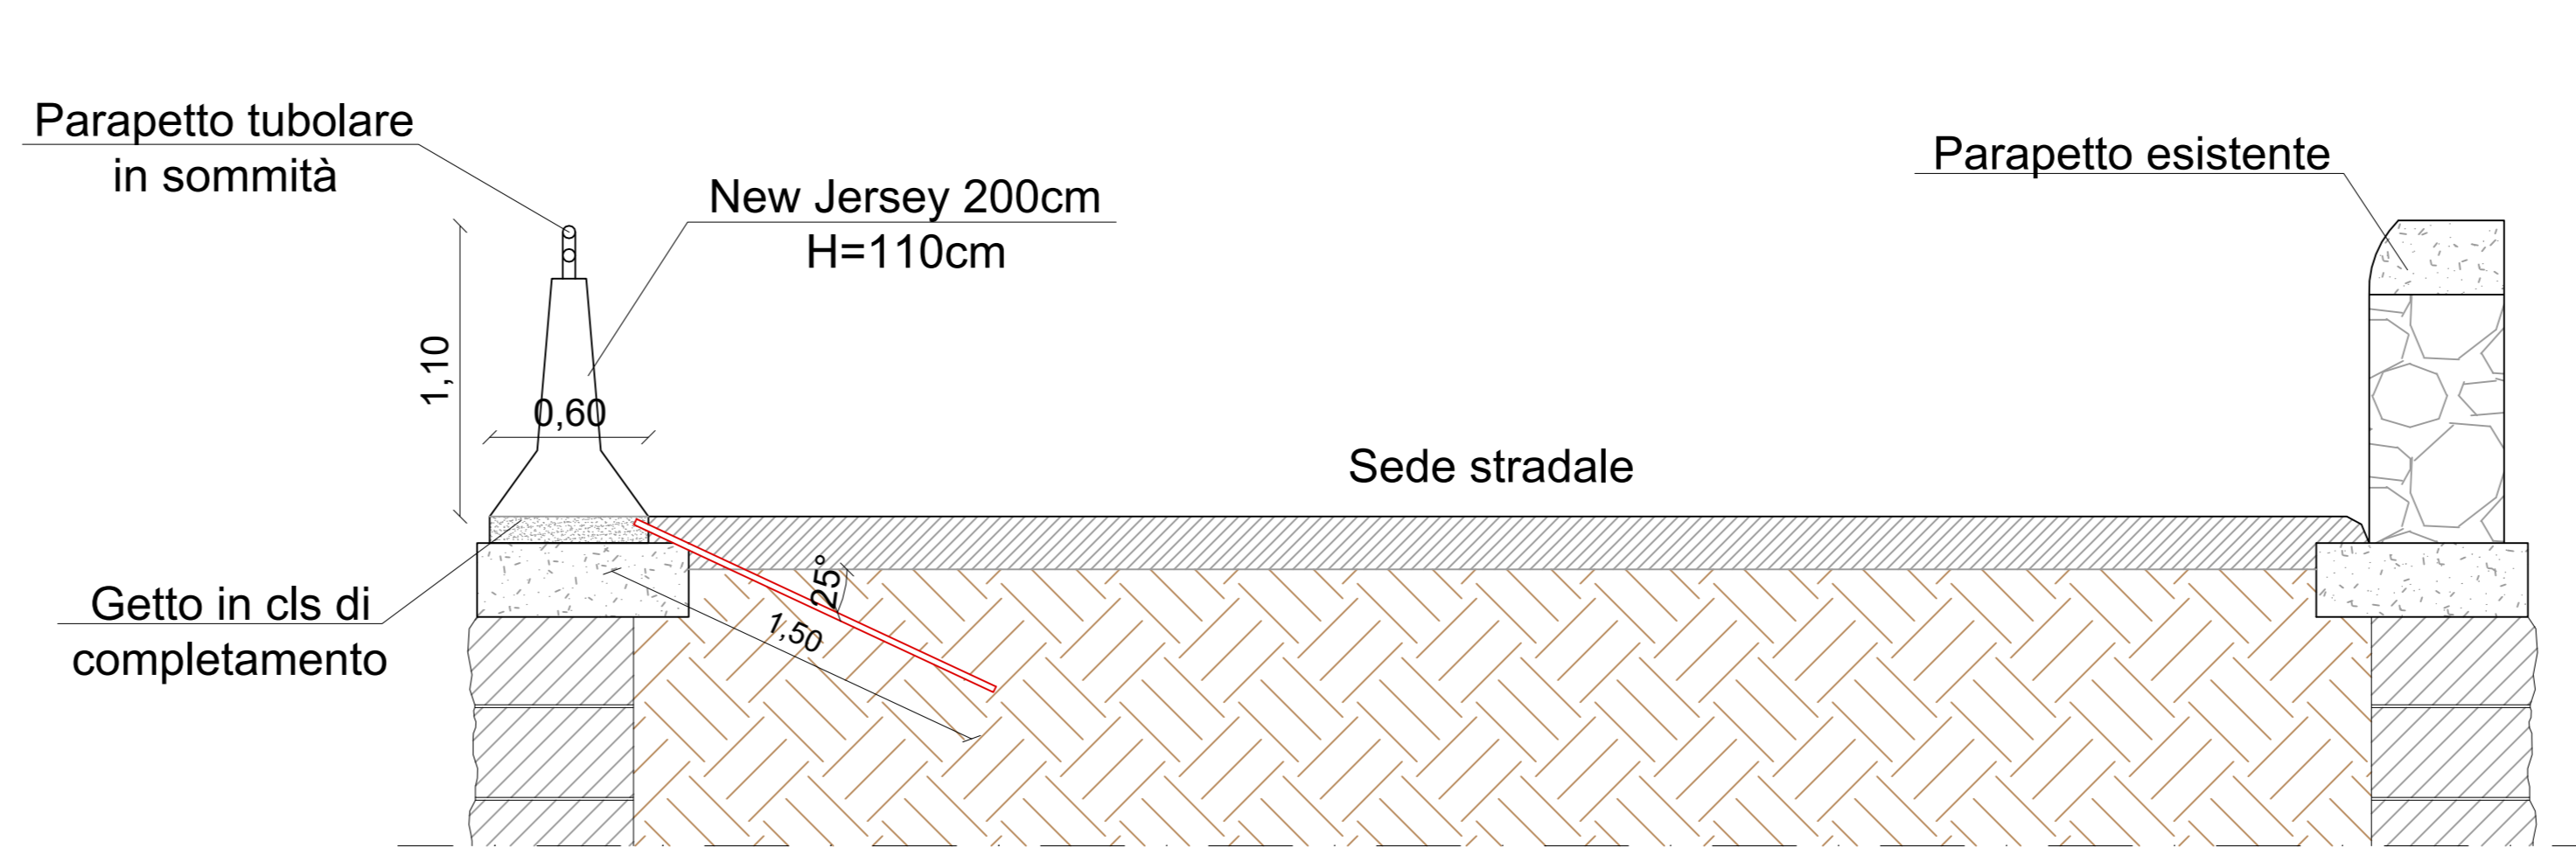 Parapetto tubolare
in sommità
New Jersey 200cm
H=110cm
Parapetto esistente
1,10
0,60
Sede stradale
25°
1,50
Getto in cls di
completamento